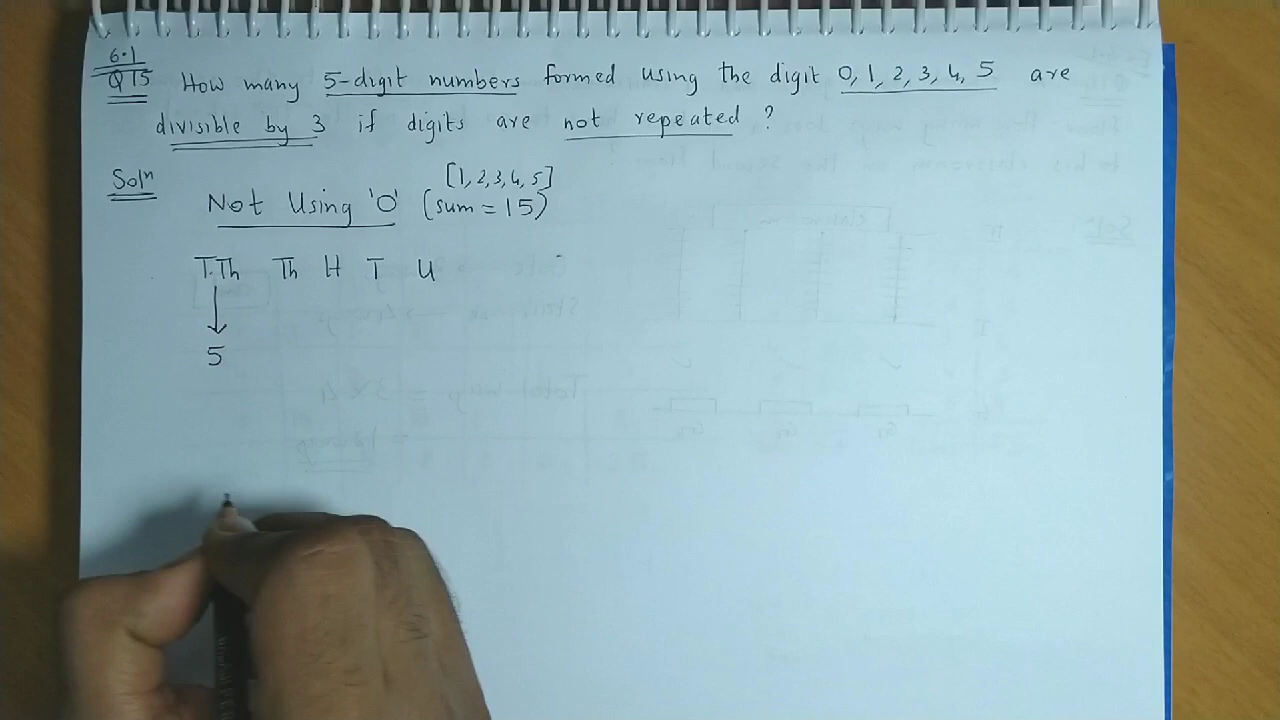 6.1
Q15 How many 5-digit numbers formed using the digit 0, 1, 2, 3, 4, 5 are
divisible by 3 if digits are not repeated ?
Solⁿ
[1, 2, 3, 4, 5]
Not Using '0' (sum = 15)
T.Th Th H T U
5